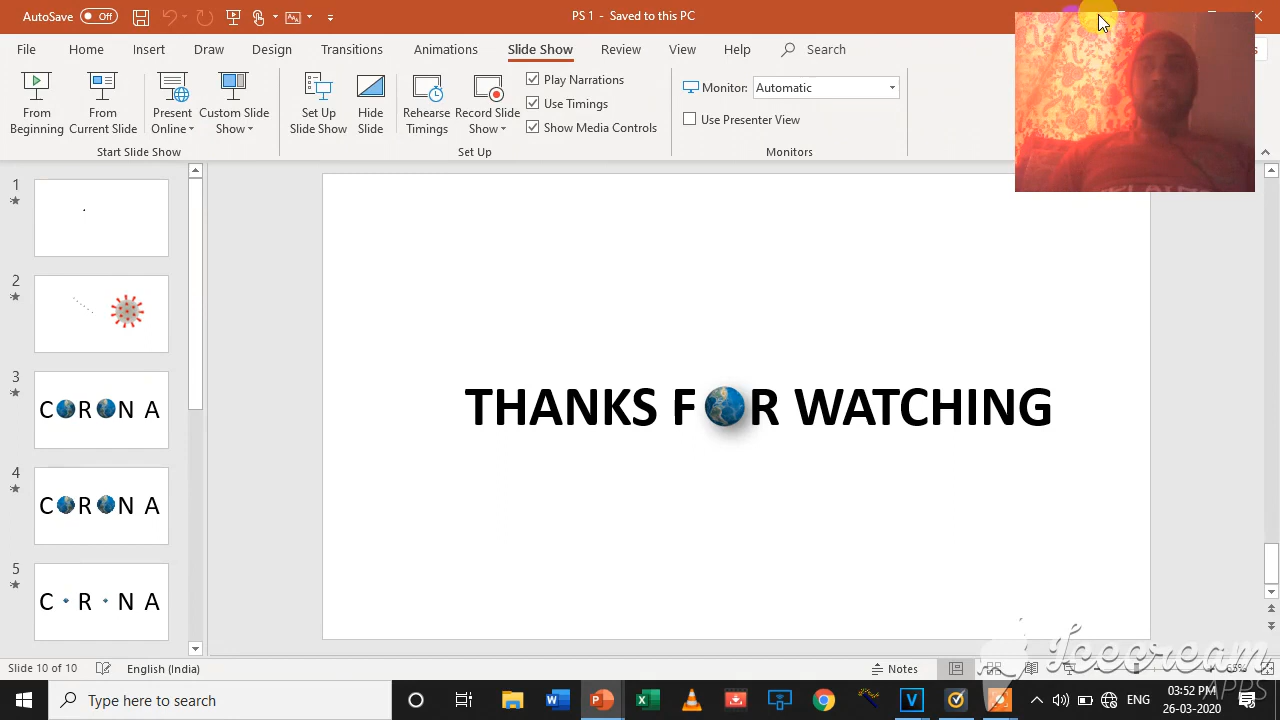 AutoSave Off
PS 1 - Saved to this PC
File Home Insert Draw Design Transitions Animations Slide Show Review View Help Search
From Beginning
From Current Slide
Present Online
Custom Slide Show
Set Up Slide Show
Hide Slide
Rehearse Timings
Record Slide Show
Play Narrations
Use Timings
Show Media Controls
Monitor: Automatic
Use Presenter View
Start Slide Show
Set Up
Monitors
1
2
3
C R N A
4
C R N A
5
C R N A
THANKS F R WATCHING
Slide 10 of 10
English (India)
Notes
Icecream
APPS
Type here to search
ENG
03:52 PM
26-03-2020